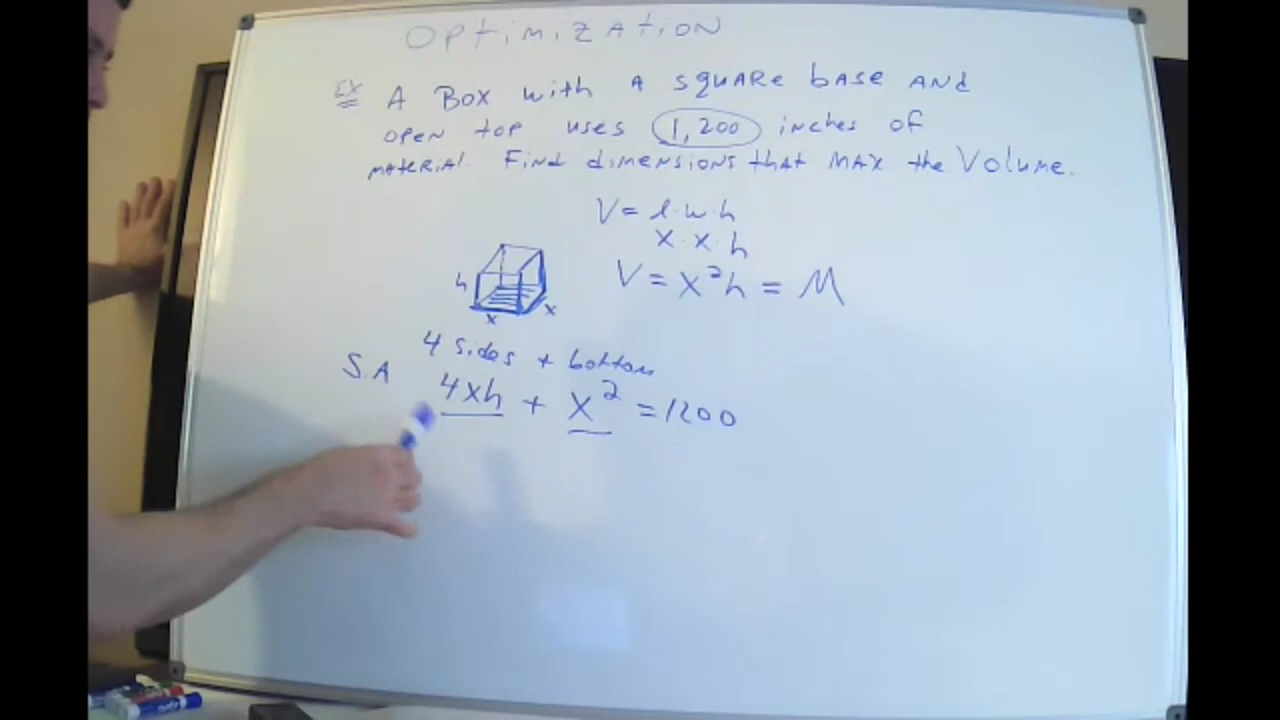 Optimization
Ex A Box with A square base AND
open top uses 1,200 inches of
material. Find dimensions that MAX the Volume.
V = l·w·h
x·x·h
V = x²h = M
h
x x
4 sides + bottom
S.A 4xh + x² = 1200